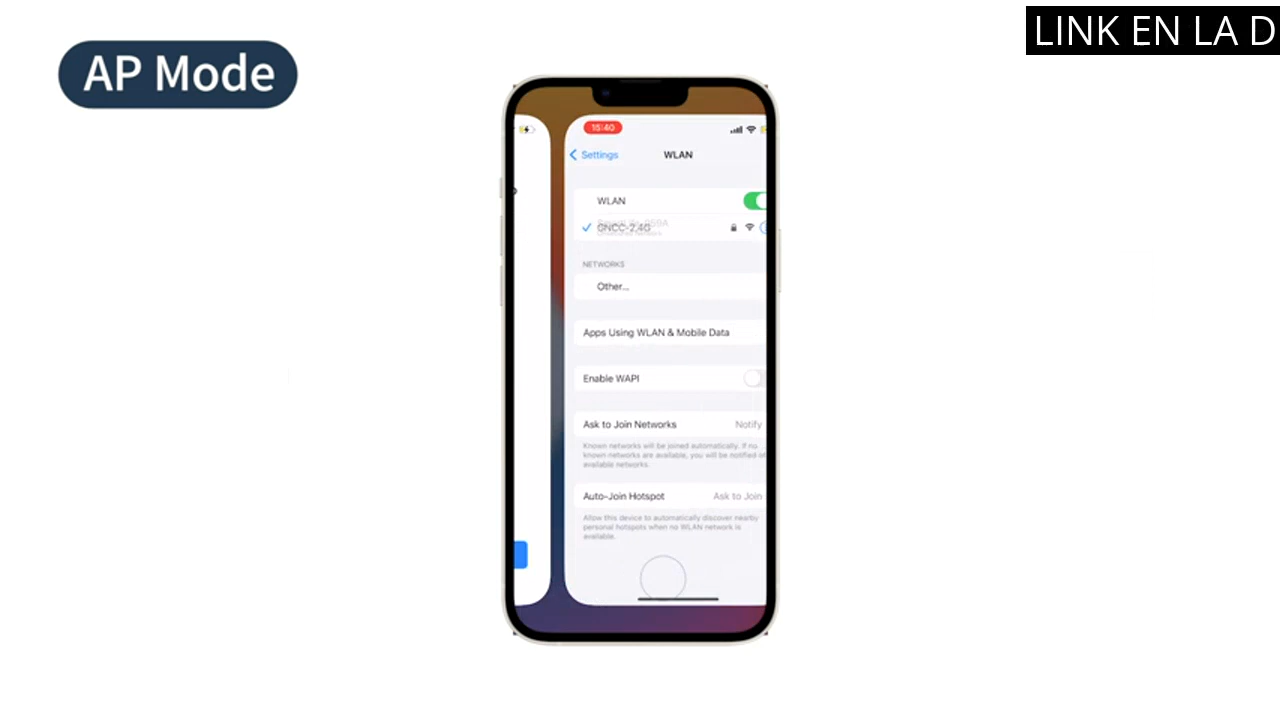 LINK EN LA D
AP Mode
15:40
Settings
WLAN
WLAN
GNCC-2.4G
NETWORKS
Other...
Apps Using WLAN & Mobile Data
Enable WAPI
Ask to Join Networks Notify
Known networks will be joined automatically. If no
known networks are available, you will be notified of
available networks.
Auto-Join Hotspot Ask to Join
Allow this device to automatically discover nearby
personal hotspots when no WLAN network is
available.